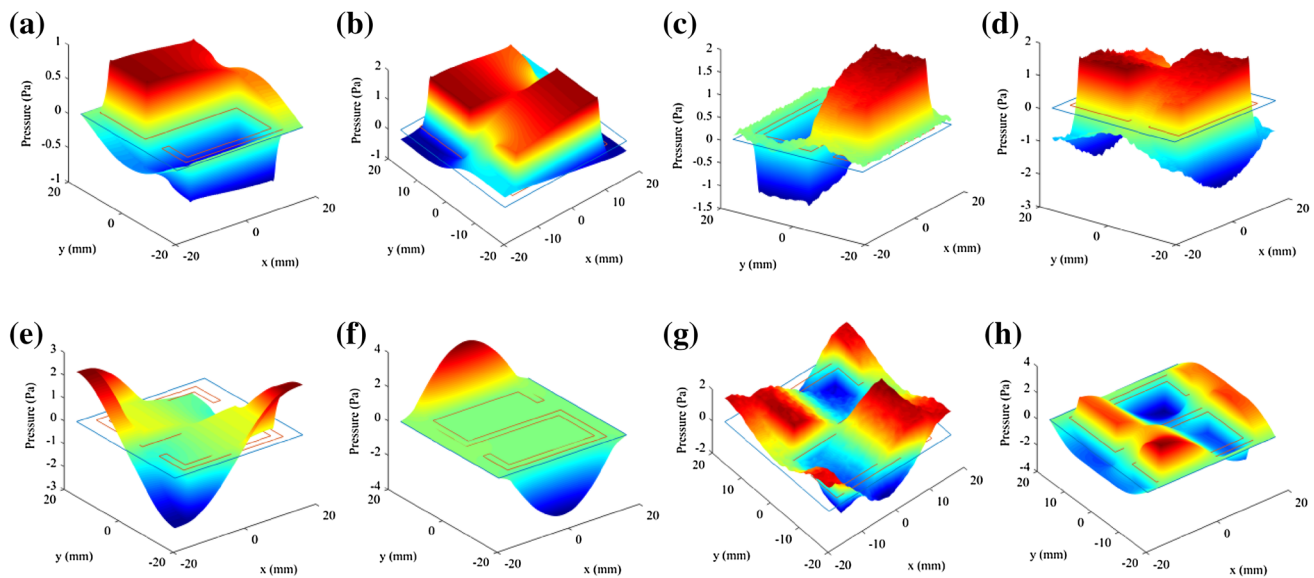 (a) (b) (c) (d)
1 0.5 0 -0.5 -1 Pressure (Pa) 20 0 -20 y (mm) -20 0 20 x (mm)
2 1 0 -1 Pressure (Pa) 20 10 0 -10 -20 y (mm) -20 -10 0 10 20 x (mm)
2 1.5 1 0.5 0 -0.5 -1 -1.5 Pressure (Pa) 20 0 -20 y (mm) -20 0 20 x (mm)
2 1 0 -1 -2 -3 Pressure (Pa) 20 0 -20 y (mm) -20 0 20 x (mm)
(e) (f) (g) (h)
3 2 1 0 -1 -2 -3 Pressure (Pa) 20 0 -20 y (mm) -20 0 20 x (mm)
4 2 0 -2 -4 Pressure (Pa) 20 0 -20 y (mm) -20 0 20 x (mm)
2 0 -2 Pressure (Pa) 20 10 0 -10 -20 y (mm) -20 -10 0 10 20 x (mm)
4 2 0 -2 -4 Pressure (Pa) 20 10 0 -10 -20 y (mm) -20 0 20 x (mm)